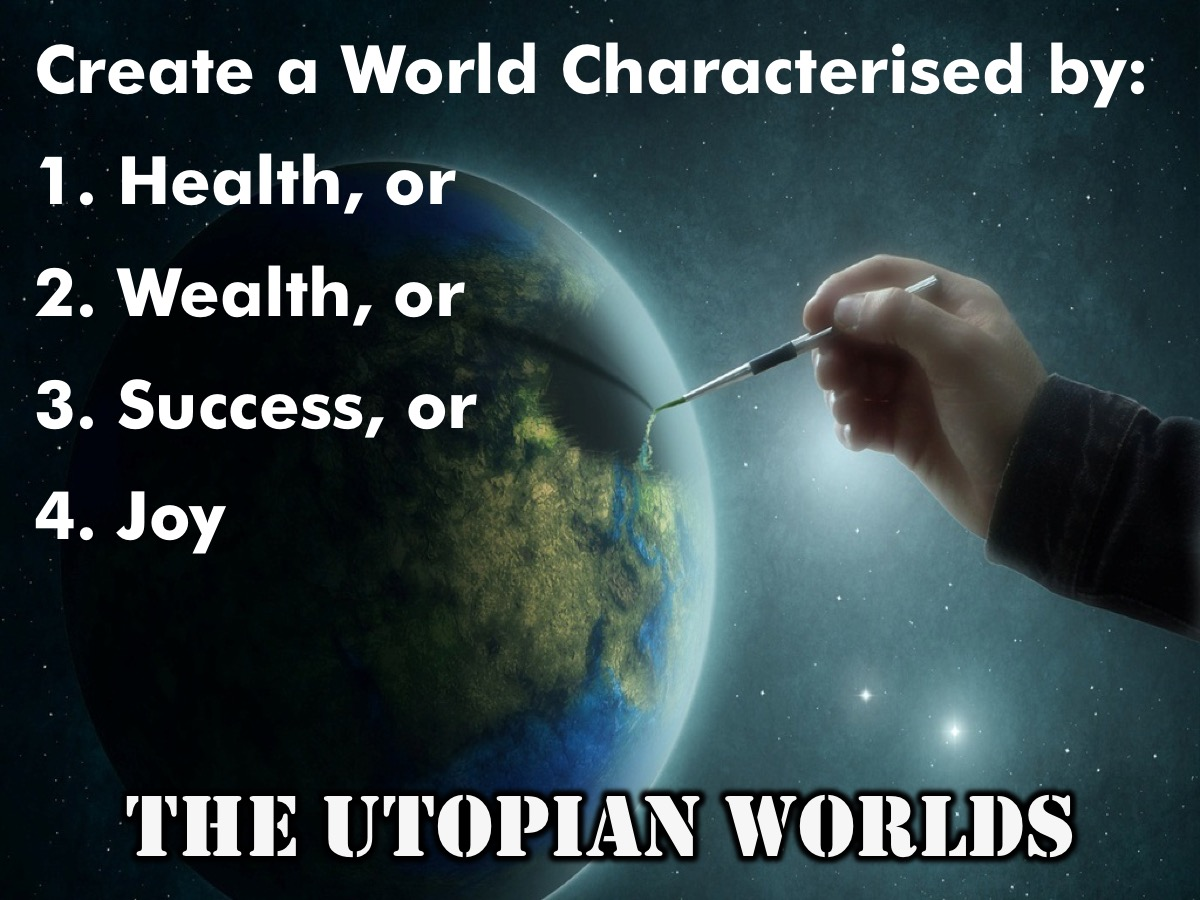 Create a World Characterised by:
1. Health, or
2. Wealth, or
3. Success, or
4. Joy
THE UTOPIAN WORLDS